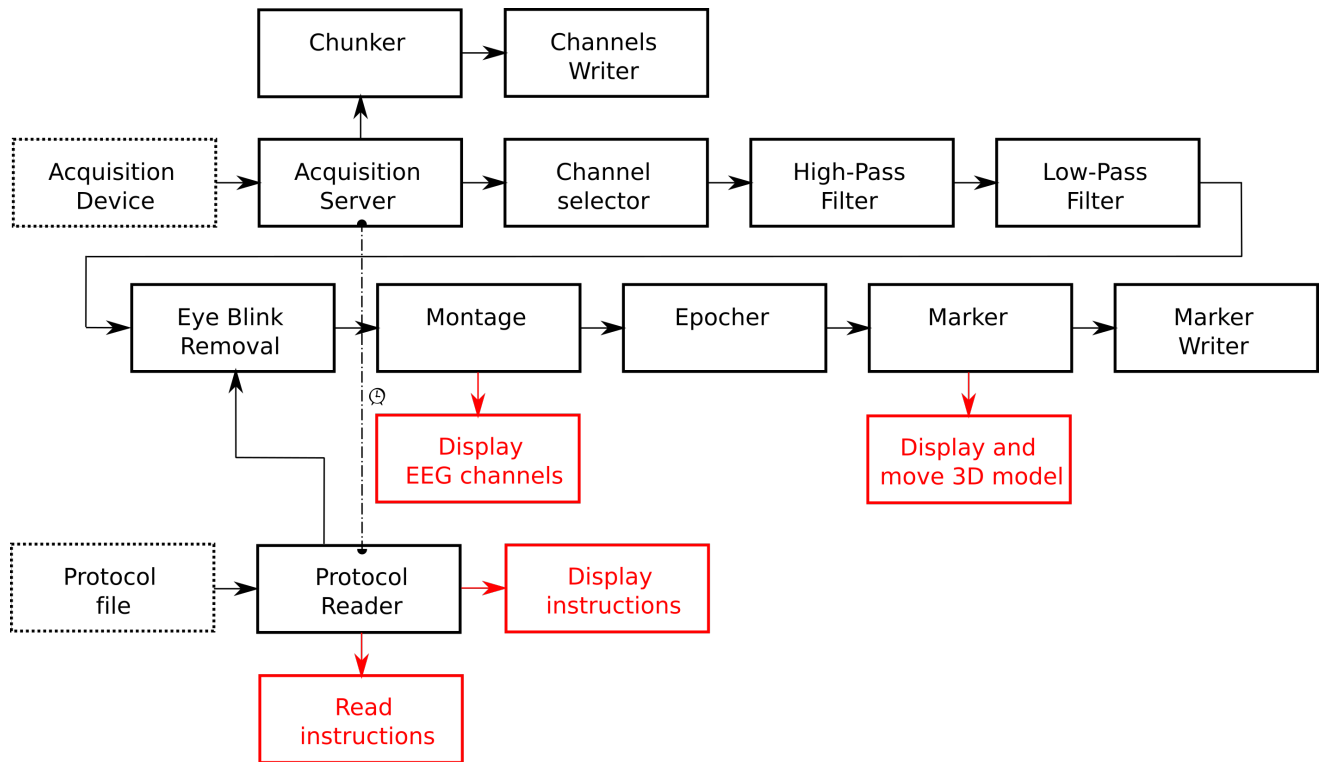 Chunker
Channels
Writer
Acquisition
Device
Acquisition
Server
Channel
selector
High-Pass
Filter
Low-Pass
Filter
Eye Blink
Removal
Montage
Epocher
Marker
Marker
Writer
Display
EEG channels
Display and
move 3D model
Protocol
file
Protocol
Reader
Display
instructions
Read
instructions